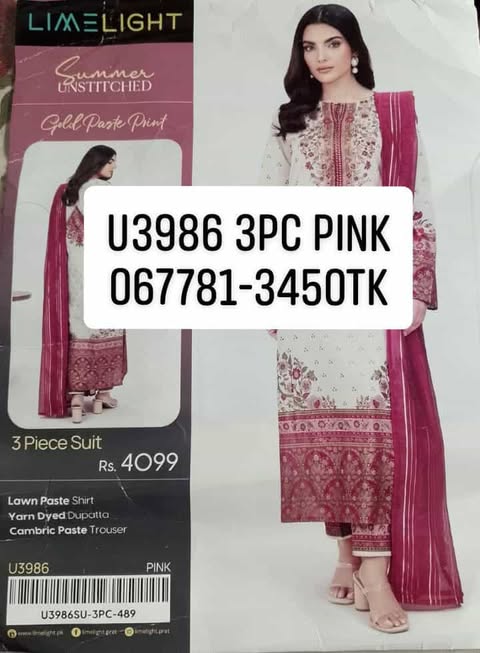 LIMELIGHT
Summer
UNSTITCHED
Gold Paste Print
U3986 3PC PINK
067781-3450TK
3 Piece Suit
Rs. 4099
Lawn Paste Shirt
Yarn Dyed Dupatta
Cambric Paste Trouser
U3986 PINK
U3986SU-3PC-489
www.limelight.pk limelight.pret limelight.pret